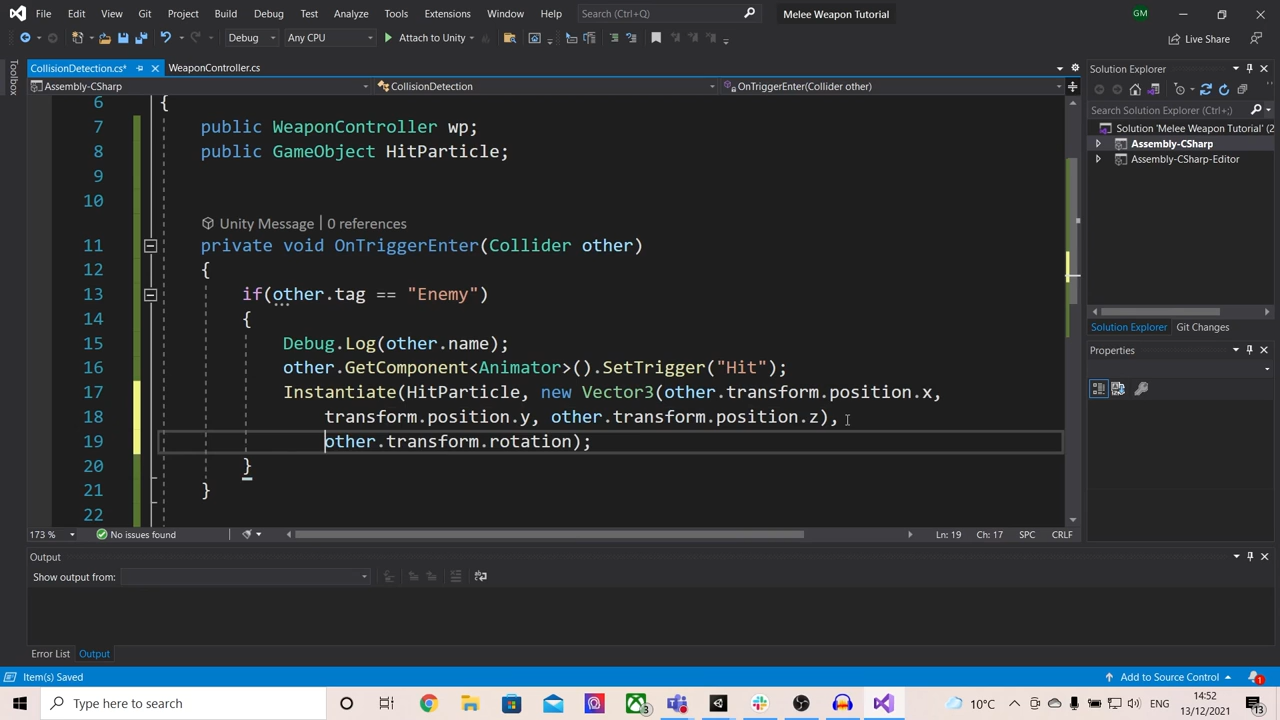 File Edit View Git Project Build Debug Test Analyze Tools Extensions Window Help Search (Ctrl+Q) Melee Weapon Tutorial GM
Debug Any CPU Attach to Unity Live Share
CollisionDetection.cs* WeaponController.cs
Assembly-CSharp CollisionDetection OnTriggerEnter(Collider other)
Toolbox
6 {
7 public WeaponController wp;
8 public GameObject HitParticle;
9
10
Unity Message | 0 references
11 private void OnTriggerEnter(Collider other)
12 {
13 if(other.tag == "Enemy")
14 {
15 Debug.Log(other.name);
16 other.GetComponent<Animator>().SetTrigger("Hit");
17 Instantiate(HitParticle, new Vector3(other.transform.position.x,
18 transform.position.y, other.transform.position.z),
19 other.transform.rotation);
20 }
21 }
22
173 % No issues found Ln: 19 Ch: 17 SPC CRLF
Solution Explorer
Search Solution Explorer (Ctrl+;)
Solution 'Melee Weapon Tutorial' (2
Assembly-CSharp
Assembly-CSharp-Editor
Solution Explorer Git Changes
Properties
Output
Show output from:
Error List Output
Item(s) Saved Add to Source Control 1
Type here to search 3 10°C ENG 14:52
13/12/2021 13